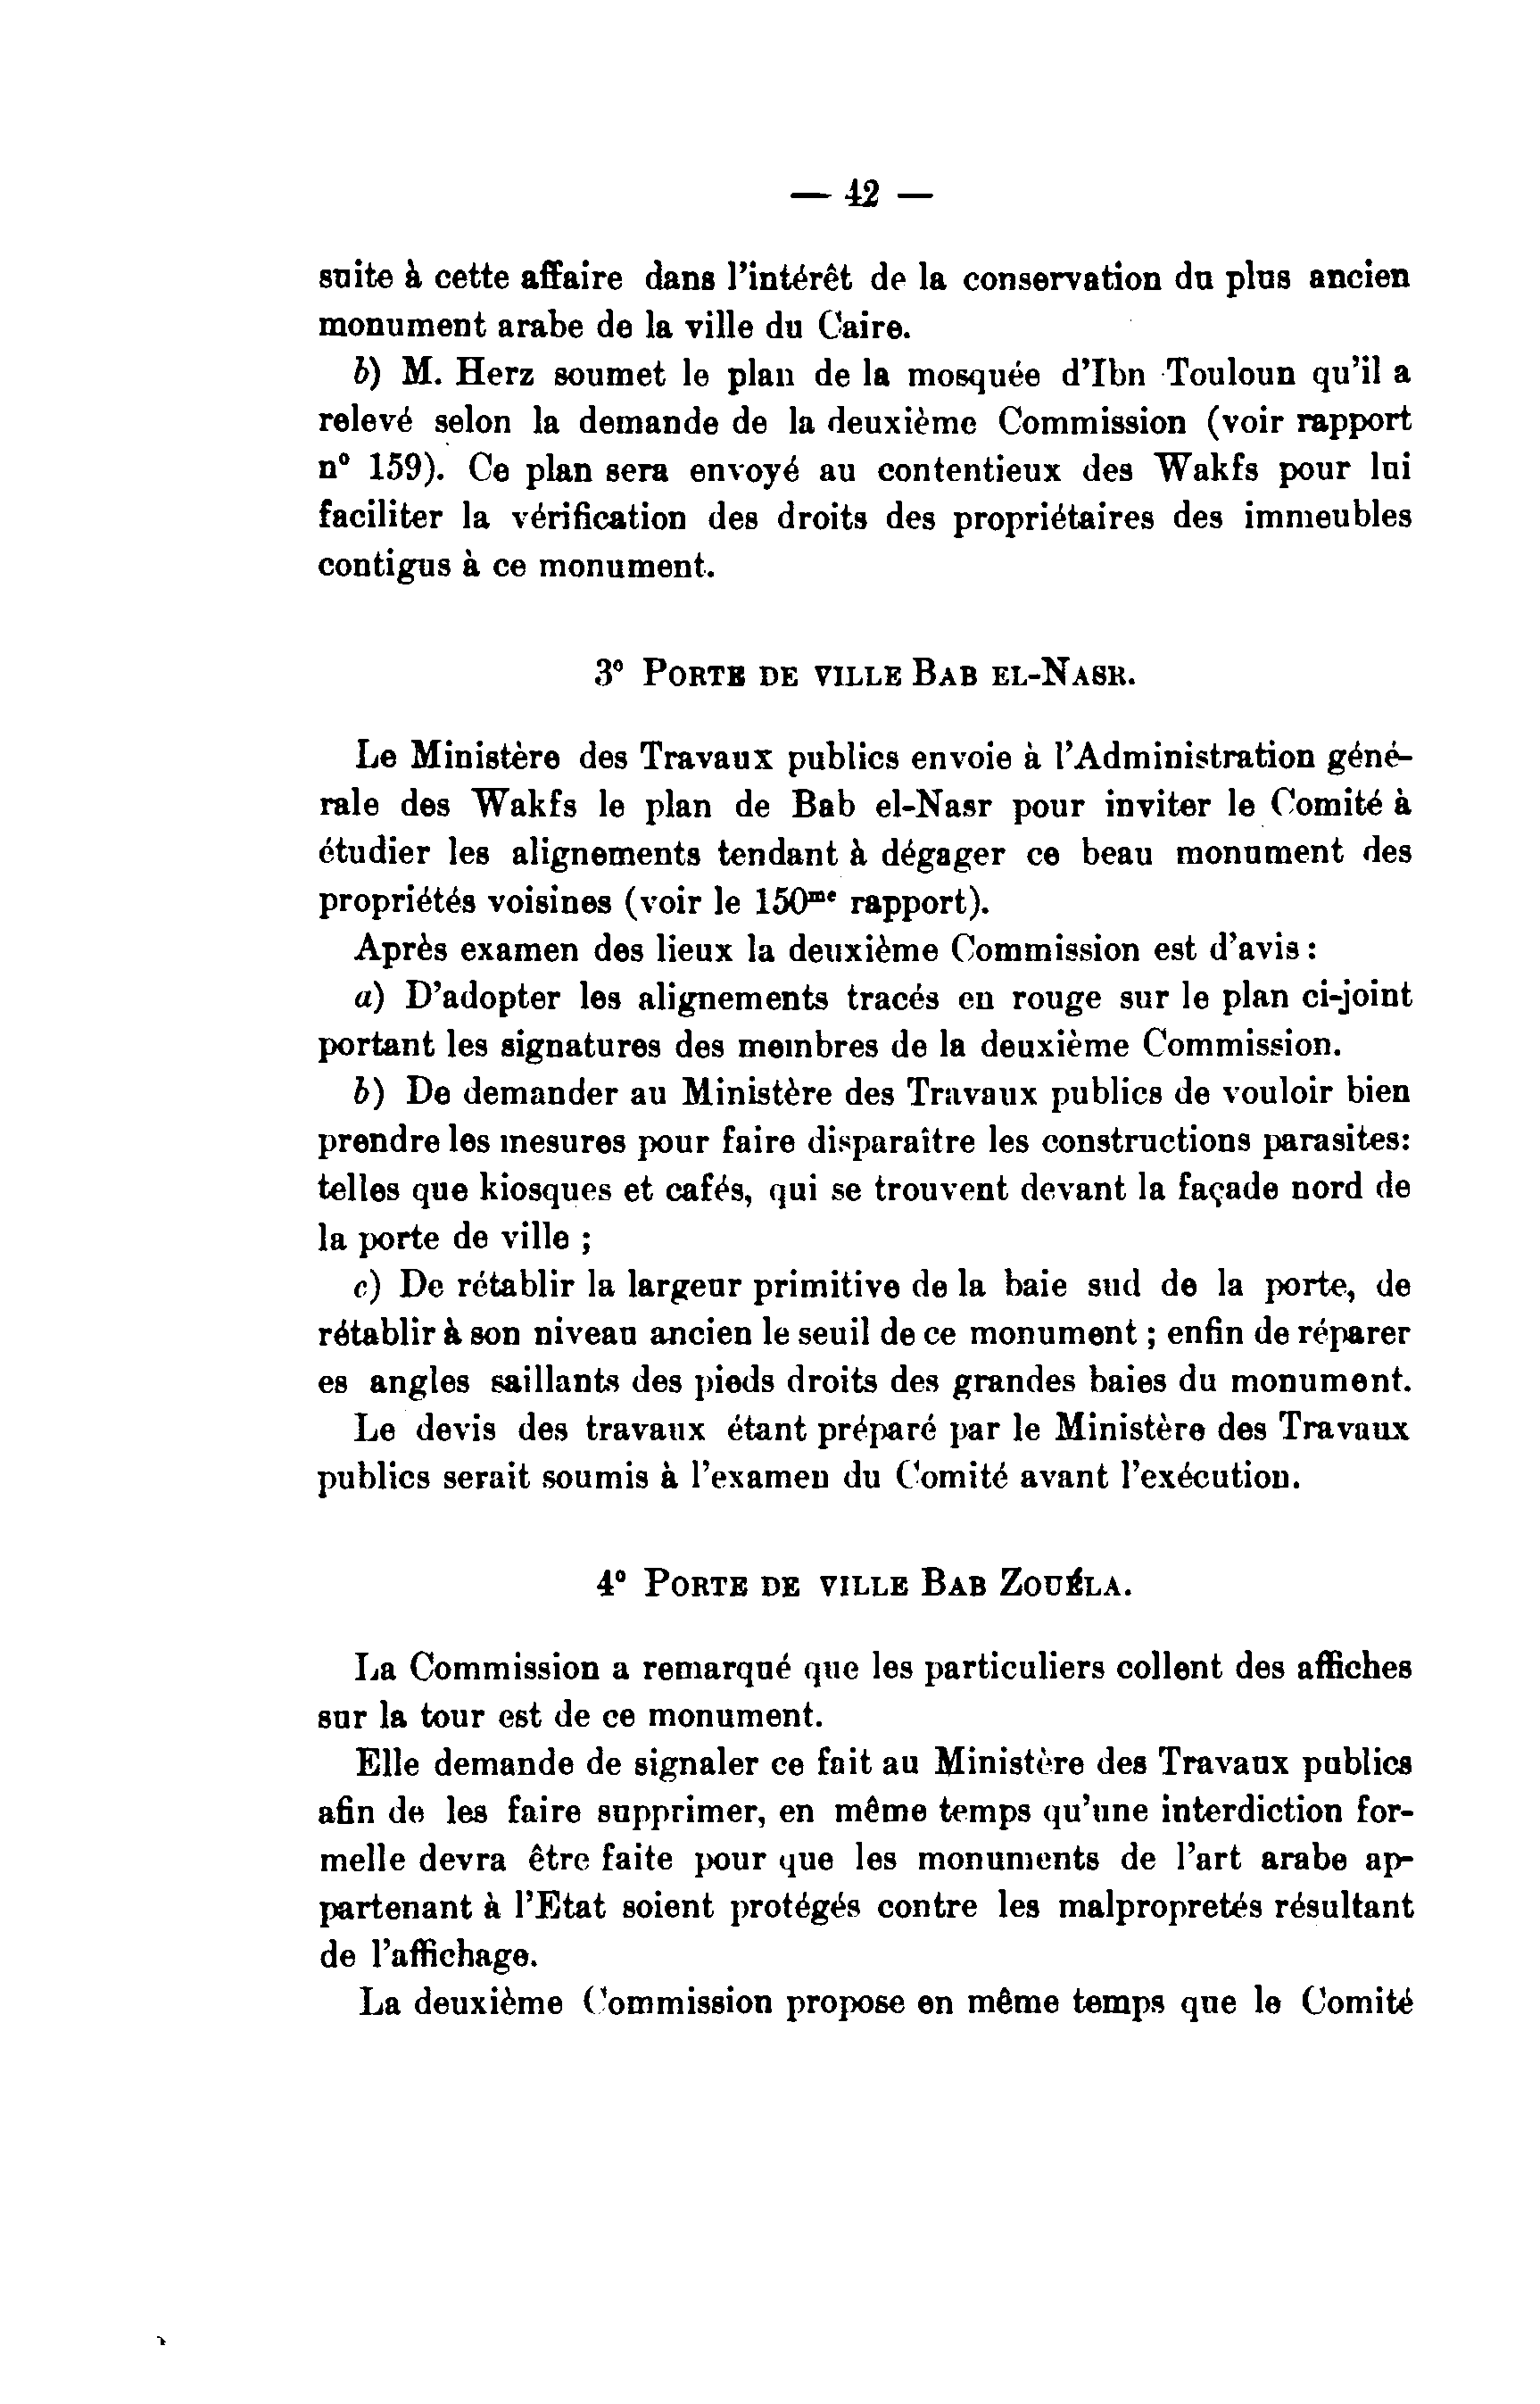 — 42 —
suite à cette affaire dans l'intérêt de la conservation du plus ancien
monument arabe de la ville du Caire.
b) M. Herz soumet le plan de la mosquée d'Ibn Touloun qu'il a
relevé selon la demande de la deuxième Commission (voir rapport
n° 159). Ce plan sera envoyé au contentieux des Wakfs pour lui
faciliter la vérification des droits des propriétaires des immeubles
contigus à ce monument.
3° PORTE DE VILLE BAB EL-NASR.
Le Ministère des Travaux publics envoie à l'Administration géné-
rale des Wakfs le plan de Bab el-Nasr pour inviter le Comité à
étudier les alignements tendant à dégager ce beau monument des
propriétés voisines (voir le 150me rapport).
Après examen des lieux la deuxième Commission est d'avis :
a) D'adopter les alignements tracés en rouge sur le plan ci-joint
portant les signatures des membres de la deuxième Commission.
b) De demander au Ministère des Travaux publics de vouloir bien
prendre les mesures pour faire disparaître les constructions parasites:
telles que kiosques et cafés, qui se trouvent devant la façade nord de
la porte de ville ;
c) De rétablir la largeur primitive de la baie sud de la porte, de
rétablir à son niveau ancien le seuil de ce monument ; enfin de réparer
es angles saillants des pieds droits des grandes baies du monument.
Le devis des travaux étant préparé par le Ministère des Travaux
publics serait soumis à l'examen du Comité avant l'exécution.
4° PORTE DE VILLE BAB ZOUÉLA.
La Commission a remarqué que les particuliers collent des affiches
sur la tour est de ce monument.
Elle demande de signaler ce fait au Ministère des Travaux publics
afin de les faire supprimer, en même temps qu'une interdiction for-
melle devra être faite pour que les monuments de l'art arabe ap-
partenant à l'Etat soient protégés contre les malpropretés résultant
de l'affichage.
La deuxième Commission propose en même temps que le Comité